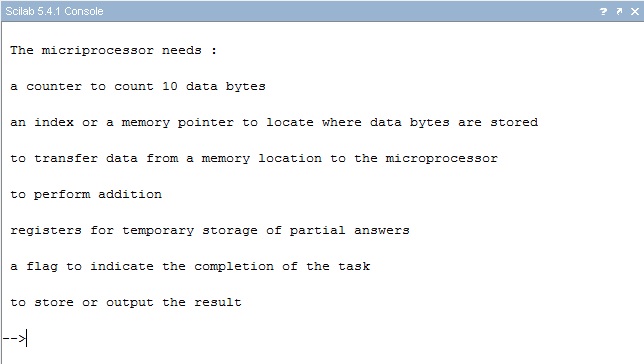 Scilab 5.4.1 Console
The micriprocessor needs :
a counter to count 10 data bytes
an index or a memory pointer to locate where data bytes are stored
to transfer data from a memory location to the microprocessor
to perform addition
registers for temporary storage of partial answers
a flag to indicate the completion of the task
to store or output the result
-->